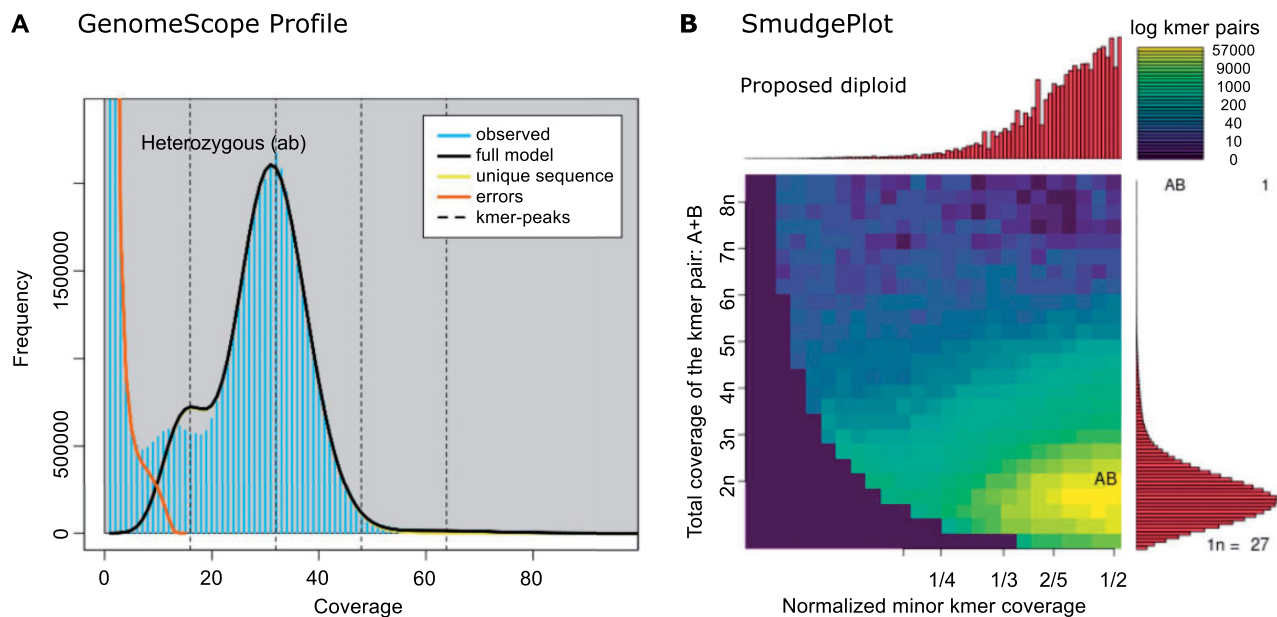 A GenomeScope Profile
Heterozygous (ab)
observed
full model
unique sequence
errors
kmer-peaks
Frequency
0
500000
1500000
0 20 40 60 80
Coverage
B SmudgePlot
Proposed diploid
log kmer pairs
57000
9000
1000
200
40
10
0
Total coverage of the kmer pair: A+B
8n
7n
6n
5n
4n
3n
2n
AB
AB 1
1n = 27
1/4 1/3 2/5 1/2
Normalized minor kmer coverage